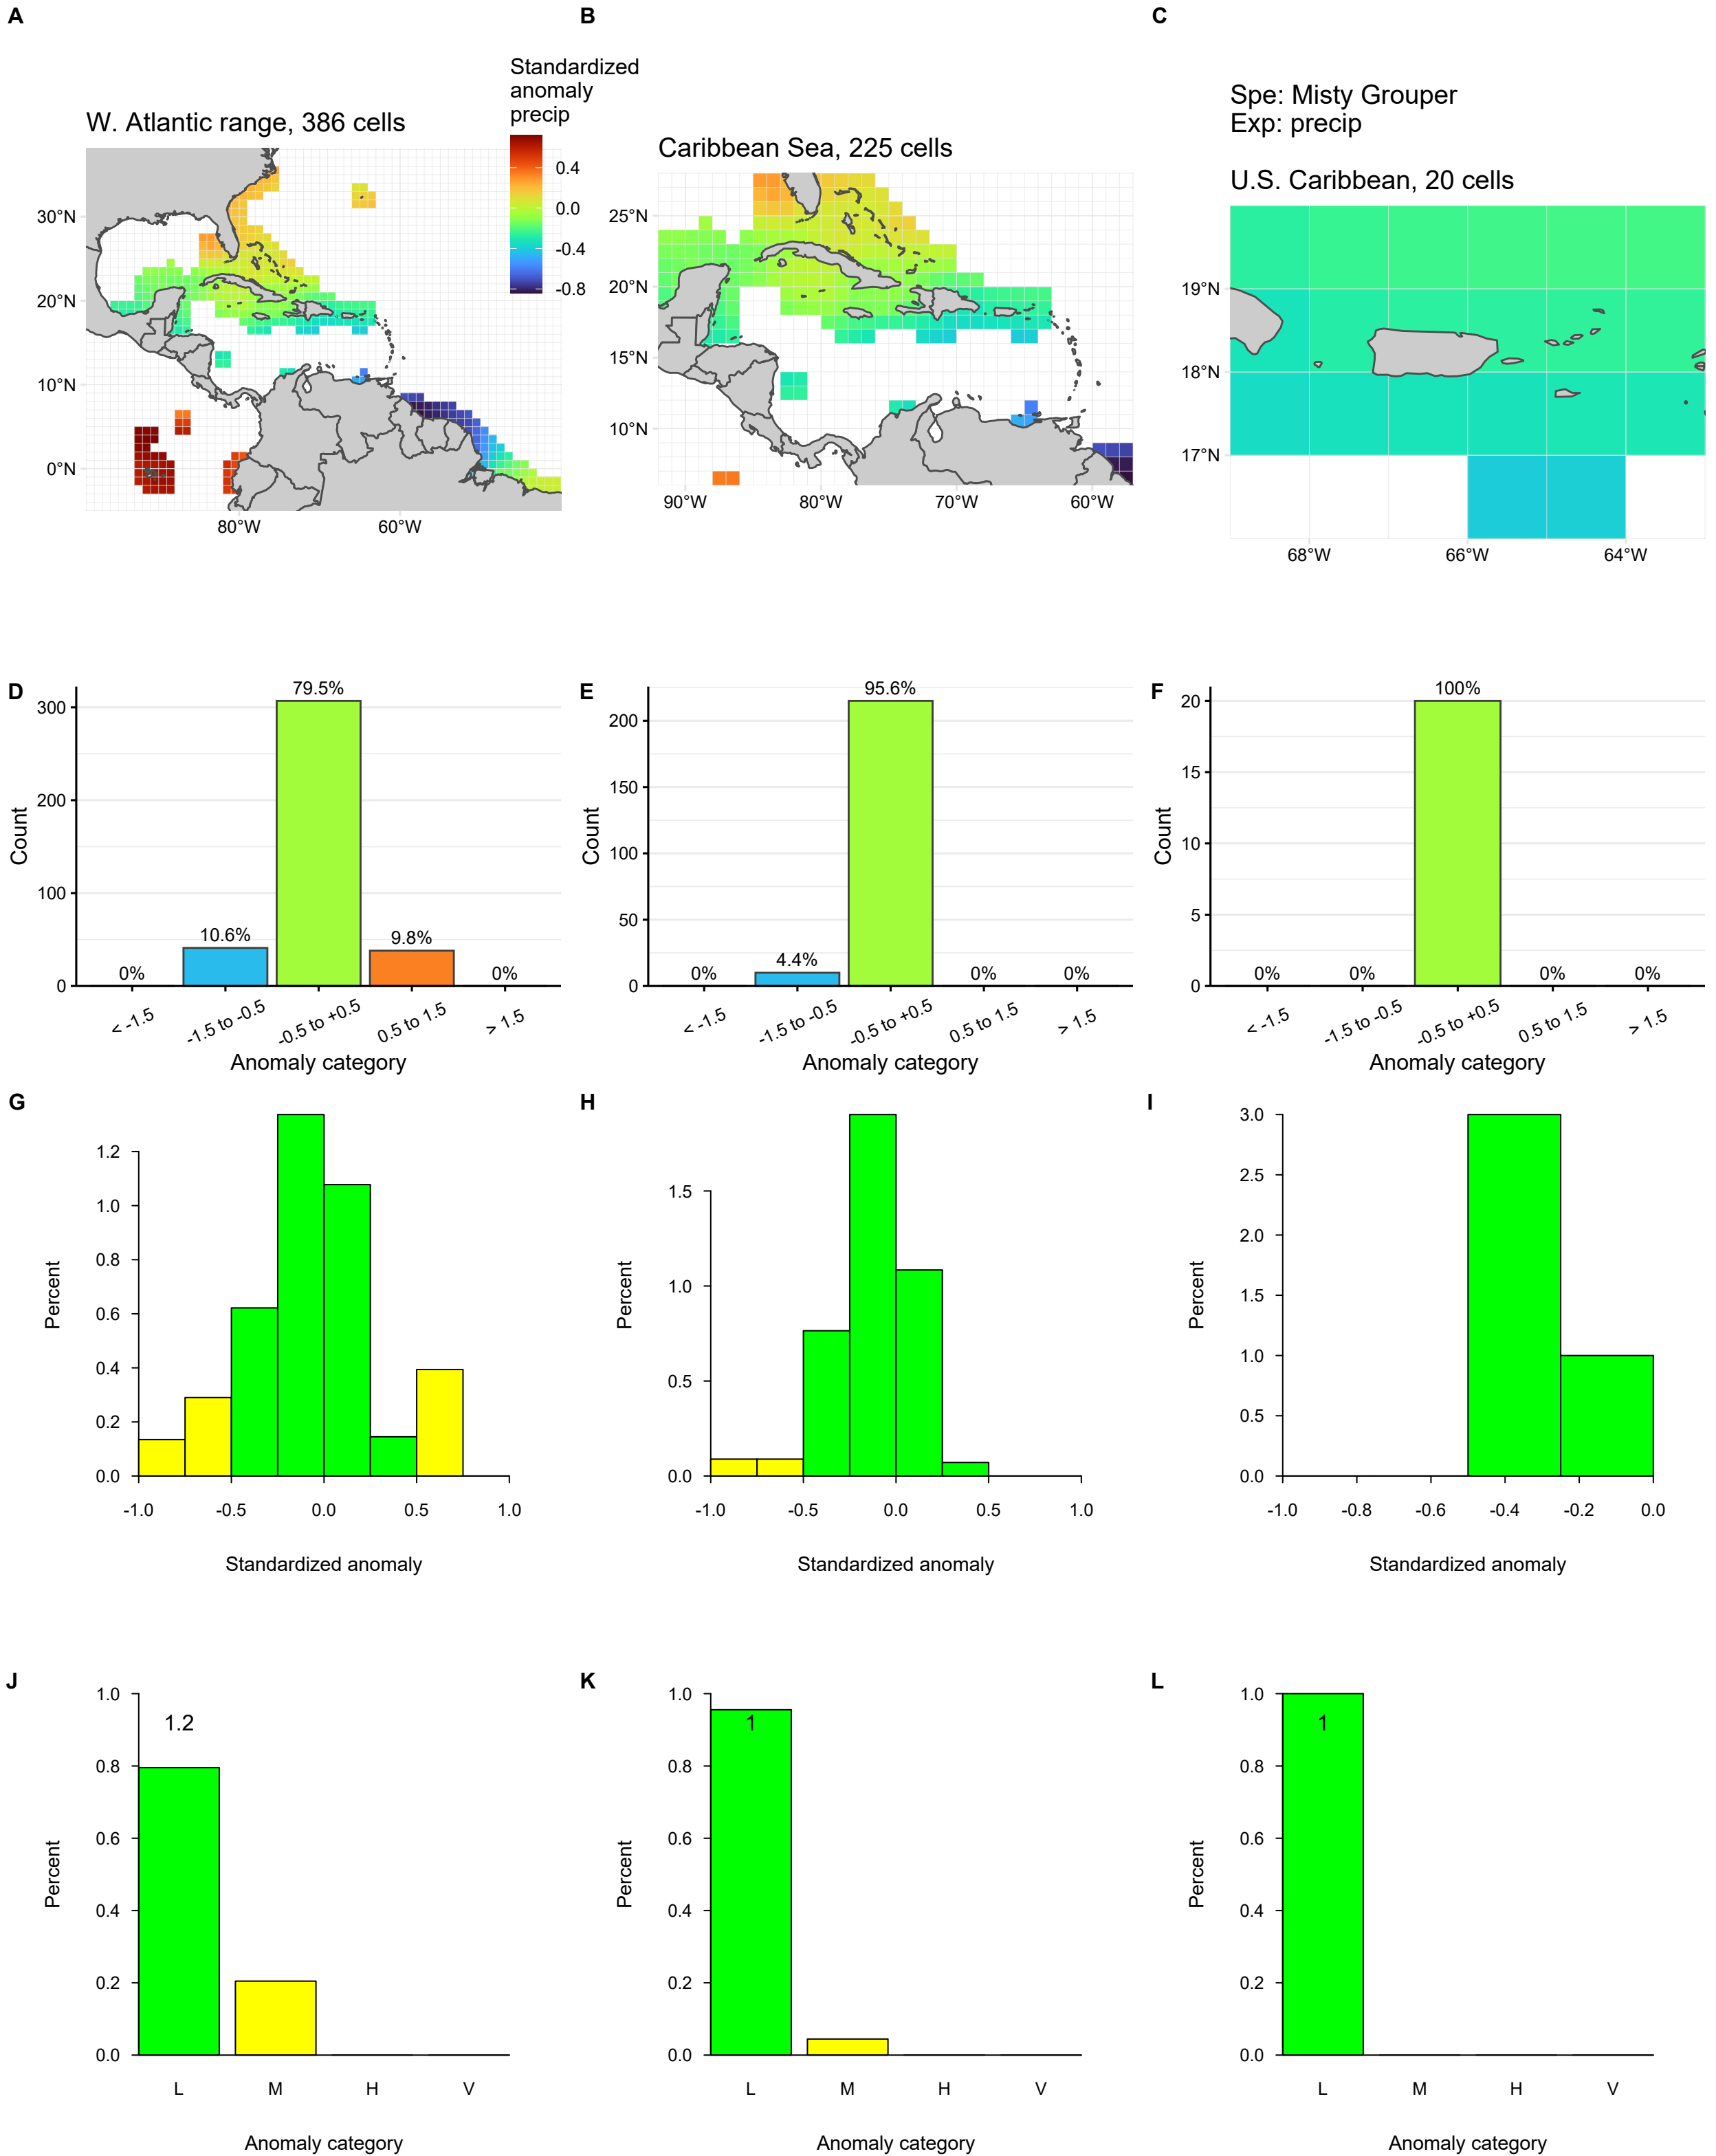 A
B
C
Standardized
anomaly
precip
0.4
0.0
-0.4
-0.8
W. Atlantic range, 386 cells
30°N
20°N
10°N
0°N
80°W
60°W
Caribbean Sea, 225 cells
25°N
20°N
15°N
10°N
90°W
80°W
70°W
60°W
Spe: Misty Grouper
Exp: precip
U.S. Caribbean, 20 cells
19°N
18°N
17°N
68°W
66°W
64°W
D
Count
300
200
100
0
0%
10.6%
79.5%
9.8%
0%
< -1.5
-1.5 to -0.5
-0.5 to +0.5
0.5 to 1.5
> 1.5
Anomaly category
E
Count
200
150
100
50
0
0%
4.4%
95.6%
0%
0%
< -1.5
-1.5 to -0.5
-0.5 to +0.5
0.5 to 1.5
> 1.5
Anomaly category
F
Count
20
15
10
5
0
0%
0%
100%
0%
0%
< -1.5
-1.5 to -0.5
-0.5 to +0.5
0.5 to 1.5
> 1.5
Anomaly category
G
Percent
1.2
1.0
0.8
0.6
0.4
0.2
0.0
-1.0
-0.5
0.0
0.5
1.0
Standardized anomaly
H
Percent
1.5
1.0
0.5
0.0
-1.0
-0.5
0.0
0.5
1.0
Standardized anomaly
I
Percent
3.0
2.5
2.0
1.5
1.0
0.5
0.0
-1.0
-0.8
-0.6
-0.4
-0.2
0.0
Standardized anomaly
J
Percent
1.0
0.8
0.6
0.4
0.2
0.0
1.2
L
M
H
V
Anomaly category
K
Percent
1.0
0.8
0.6
0.4
0.2
0.0
1
L
M
H
V
Anomaly category
L
Percent
1.0
0.8
0.6
0.4
0.2
0.0
1
L
M
H
V
Anomaly category